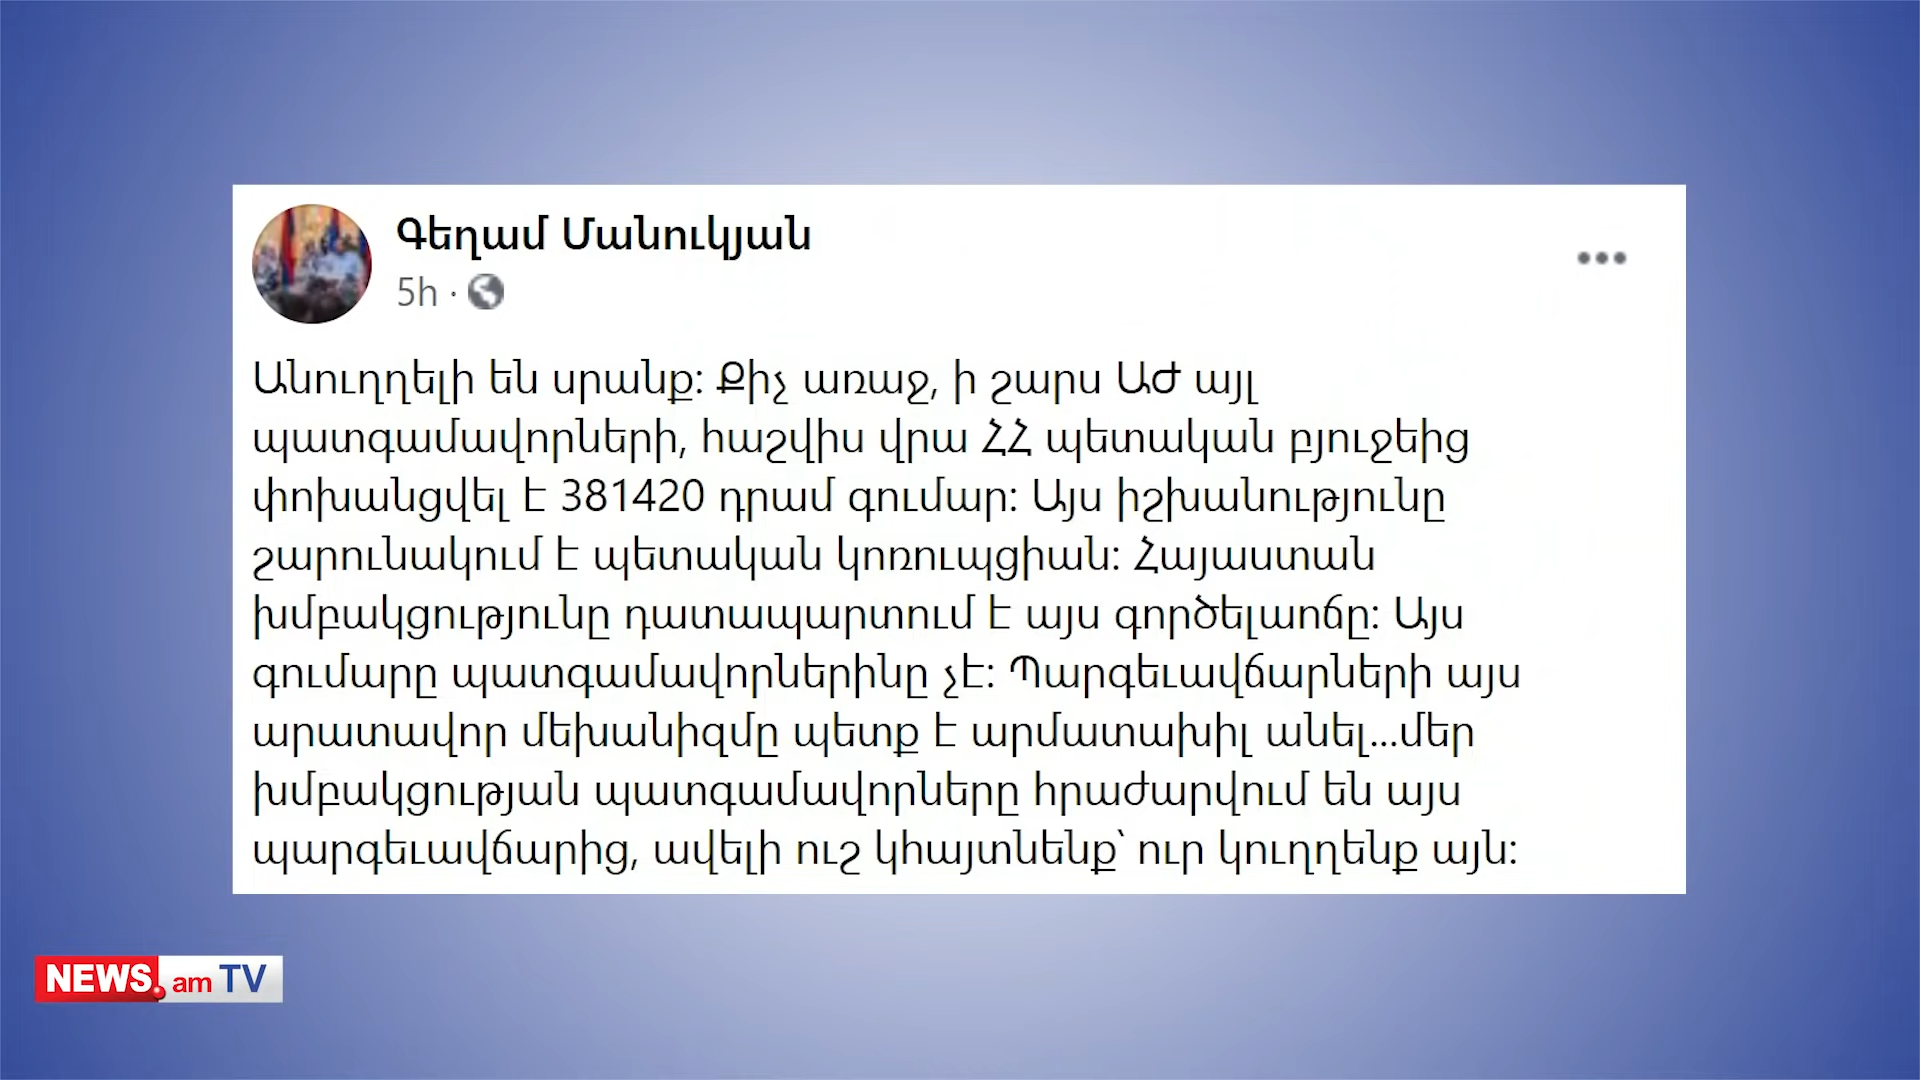 Գեղամ Մանուկյան
5h ·
Անուղղելի են սրանք։ Քիչ առաջ, ի շարս ԱԺ այլ
պատգամավորների, հաշվիս վրա ՀՀ պետական բյուջեից
փոխանցվել է 381420 դրամ գումար։ Այս իշխանությունը
շարունակում է պետական կոռուպցիան։ Հայաստան
խմբակցությունը դատապարտում է այս գործելաոճը։ Այս
գումարը պատգամավորներինը չէ։ Պարգեւավճարների այս
արատավոր մեխանիզմը պետք է արմատախիլ անել...մեր
խմբակցության պատգամավորները հրաժարվում են այս
պարգեւավճարից, ավելի ուշ կհայտնենք՝ ուր կուղղենք այն։
NEWS.am TV